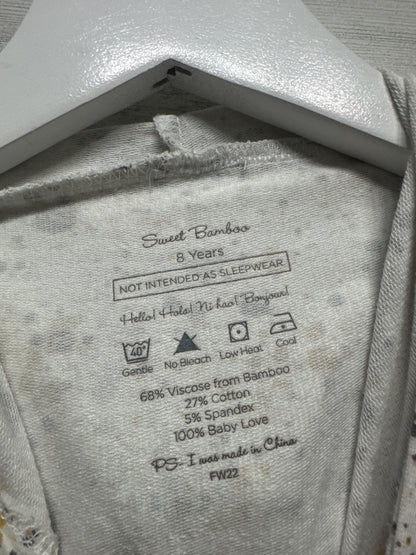 Sweet Bamboo
8 Years
NOT INTENDED AS SLEEPWEAR
Hello! Hola! Ni hao! Bonjour!
40°
Gentle No Bleach Low Heat Cool
68% Viscose from Bamboo
27% Cotton
5% Spandex
100% Baby Love
PS- I was made in China
FW22